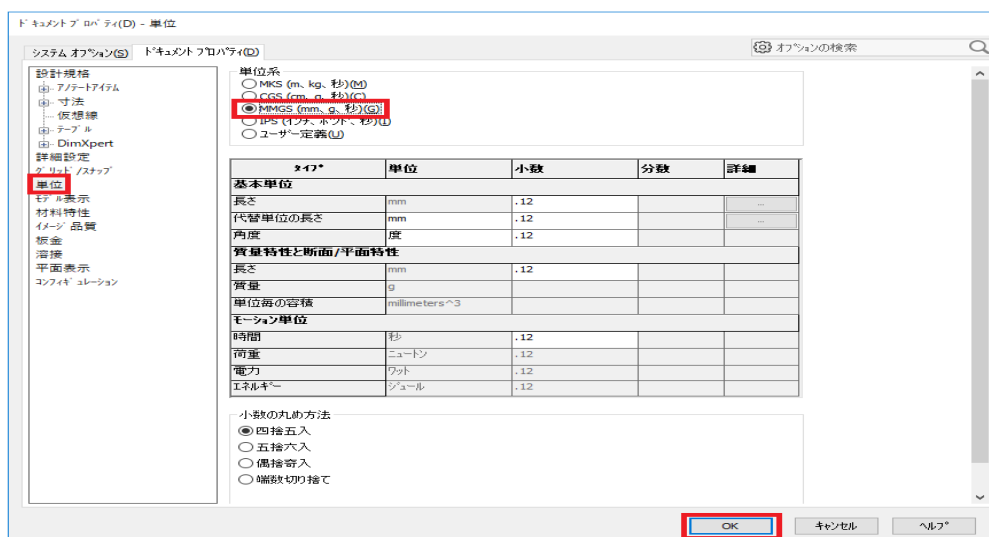 ドキュメント プロパティ(D) - 単位
システム オプション(S) ドキュメント プロパティ(D)
オプションの検索
設計規格
アノテートアイテム
寸法
仮想線
テーブル
DimXpert
詳細設定
グリッド/スナップ
単位
モデル表示
材料特性
イメージ品質
板金
溶接
平面表示
コンフィギュレーション
単位系
MKS (m、kg、秒)(M)
CGS (cm、g、秒)(C)
MMGS (mm、g、秒)(G)
IPS (インチ、ポンド、秒)(I)
ユーザー定義(U)
タイプ 単位 小数 分数 詳細
基本単位
長さ mm .12 ...
代替単位の長さ mm .12 ...
角度 度 .12
質量特性と断面/平面特性
長さ mm .12
質量 g
単位毎の容積 millimeters^3
モーション単位
時間 秒 .12
荷重 ニュートン .12
電力 ワット .12
エネルギー ジュール .12
小数の丸め方法
四捨五入
五捨六入
偶捨奇入
端数切り捨て
OK キャンセル ヘルプ